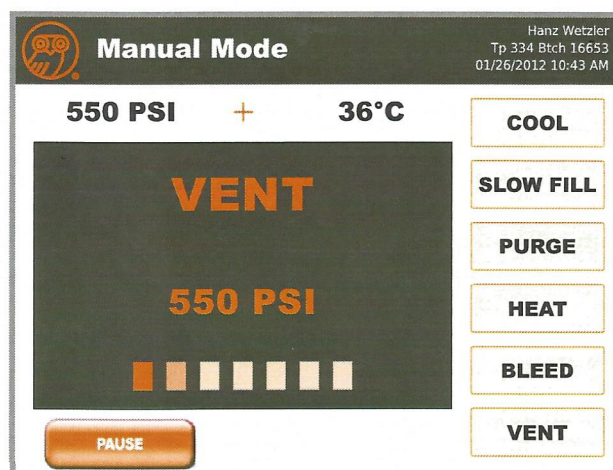 Manual Mode
Hanz Wetzler
Tp 334 Btch 16653
01/26/2012 10:43 AM
550 PSI + 36°C
VENT
550 PSI
PAUSE
COOL
SLOW FILL
PURGE
HEAT
BLEED
VENT